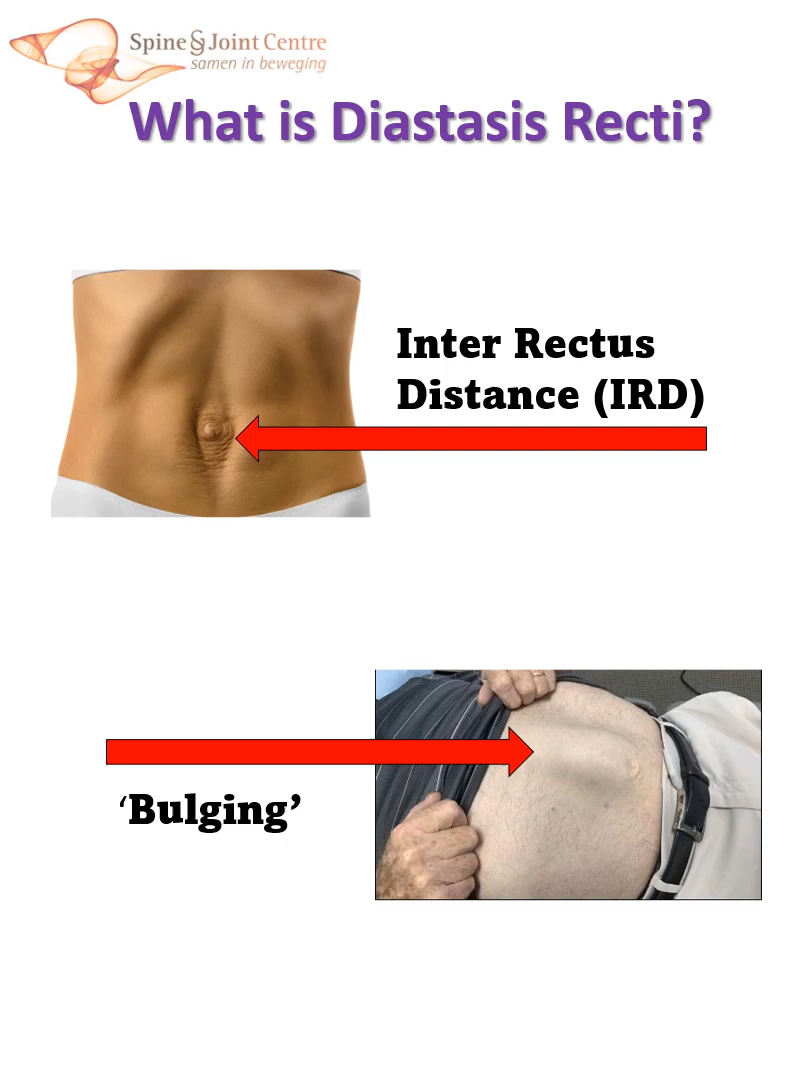 Spine & Joint Centre
samen in beweging
What is Diastasis Recti?
Inter Rectus
Distance (IRD)
‘Bulging’